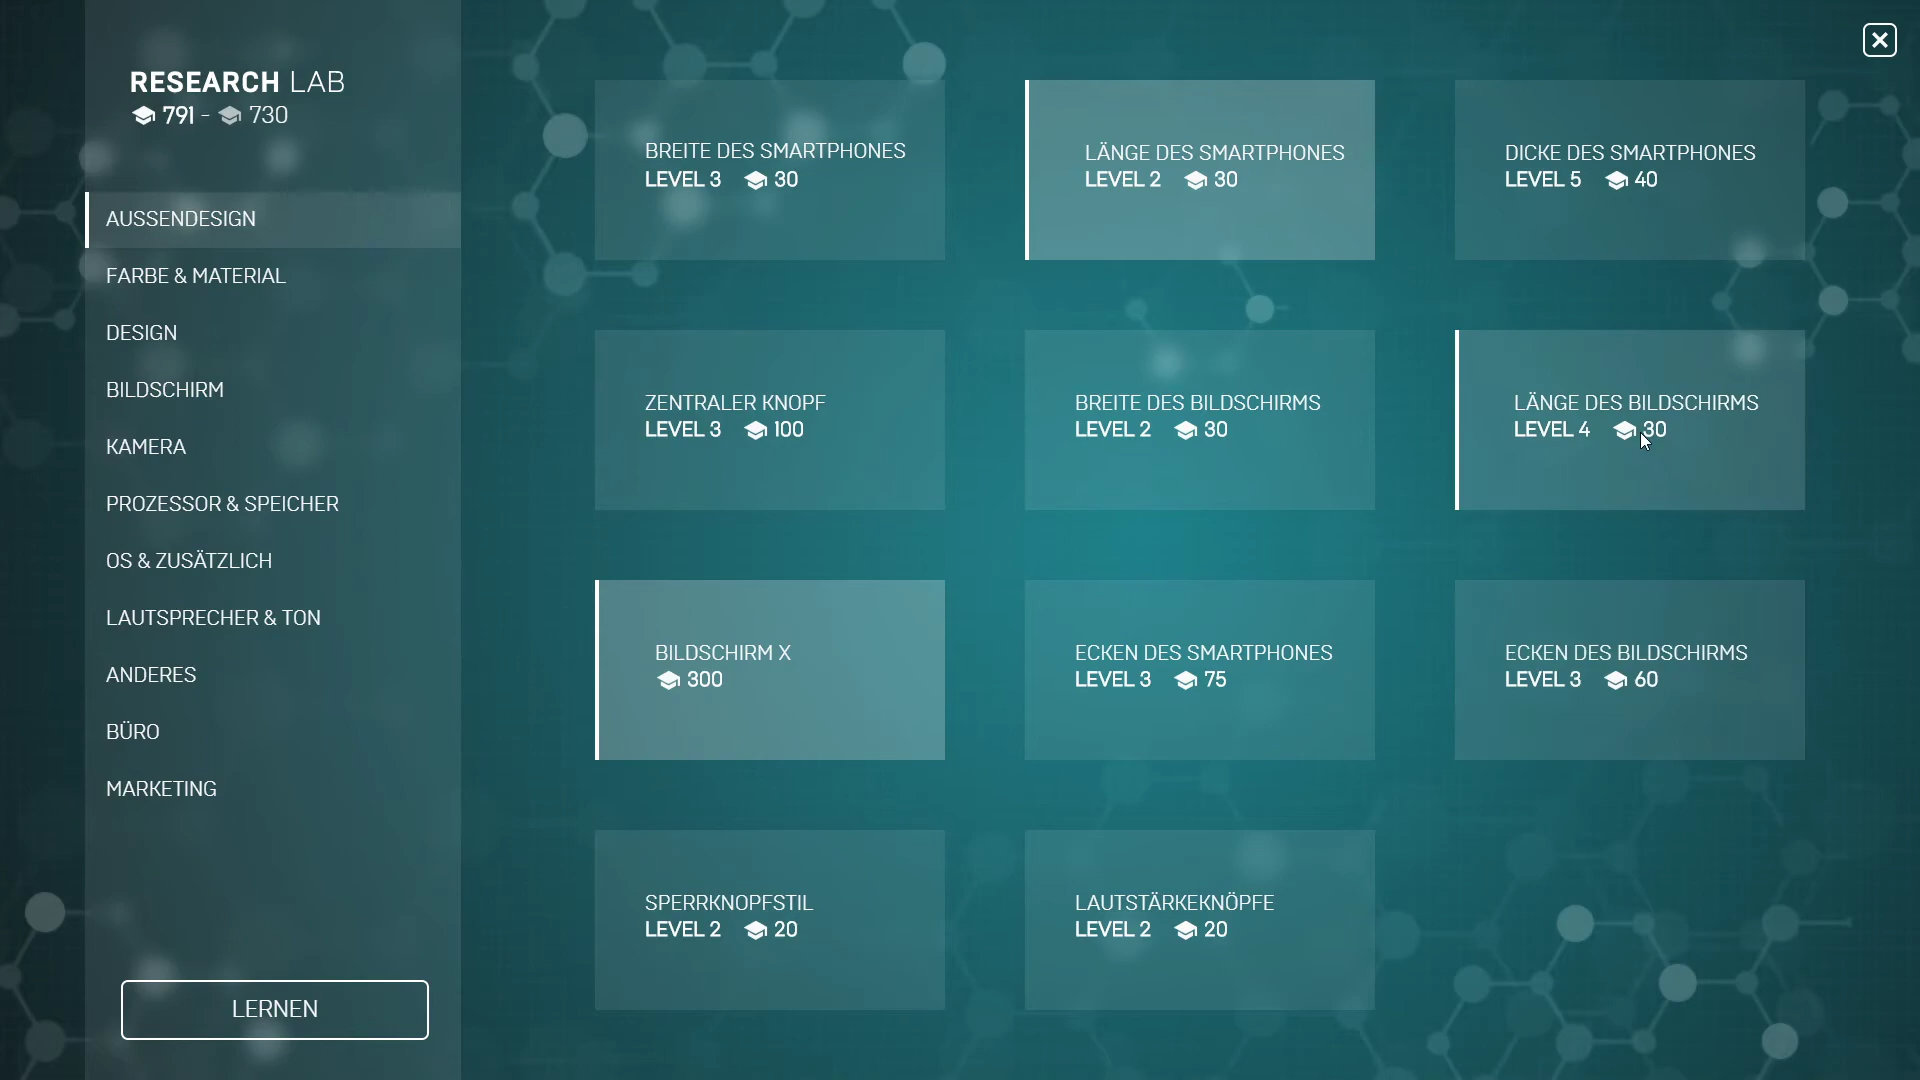 RESEARCH LAB
791 - 730
AUSSENDESIGN
FARBE & MATERIAL
DESIGN
BILDSCHIRM
KAMERA
PROZESSOR & SPEICHER
OS & ZUSÄTZLICH
LAUTSPRECHER & TON
ANDERES
BÜRO
MARKETING
LERNEN
BREITE DES SMARTPHONES
LEVEL 3 30
LÄNGE DES SMARTPHONES
LEVEL 2 30
DICKE DES SMARTPHONES
LEVEL 5 40
ZENTRALER KNOPF
LEVEL 3 100
BREITE DES BILDSCHIRMS
LEVEL 2 30
LÄNGE DES BILDSCHIRMS
LEVEL 4 30
BILDSCHIRM X
300
ECKEN DES SMARTPHONES
LEVEL 3 75
ECKEN DES BILDSCHIRMS
LEVEL 3 60
SPERRKNOPFSTIL
LEVEL 2 20
LAUTSTÄRKEKNÖPFE
LEVEL 2 20